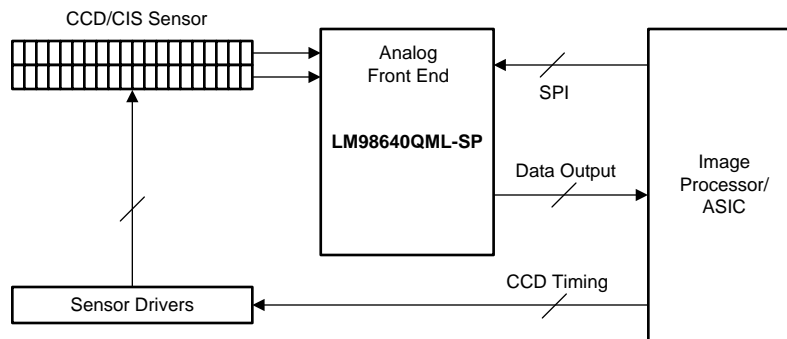 CCD/CIS Sensor
Analog
Front End
LM98640QML-SP
SPI
Data Output
Image
Processor/
ASIC
CCD Timing
Sensor Drivers